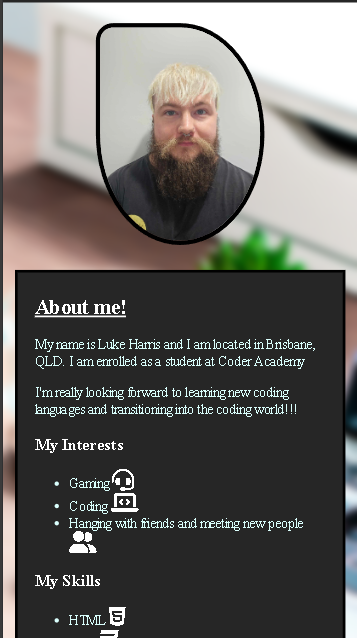 About me!
My name is Luke Harris and I am located in Brisbane,
QLD. I am enrolled as a student at Coder Academy
I'm really looking forward to learning new coding
languages and transitioning into the coding world!!!
My Interests
Gaming
Coding
Hanging with friends and meeting new people
My Skills
HTML